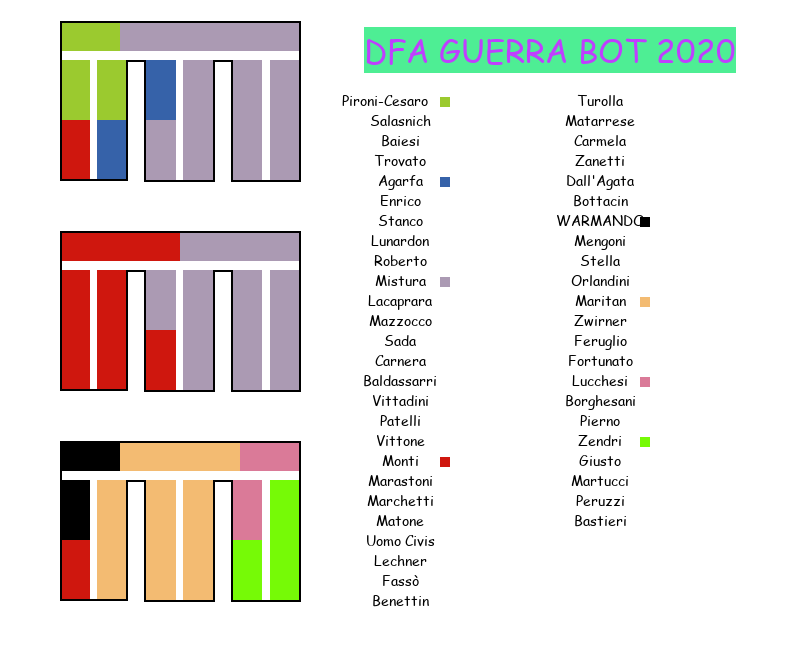 DFA GUERRA BOT 2020
Pironi-Cesaro
Salasnich
Baiesi
Trovato
Agarfa
Enrico
Stanco
Lunardon
Roberto
Mistura
Lacaprara
Mazzocco
Sada
Carnera
Baldassarri
Vittadini
Patelli
Vittone
Monti
Marastoni
Marchetti
Matone
Uomo Civis
Lechner
Fassò
Benettin
Turolla
Matarrese
Carmela
Zanetti
Dall'Agata
Bottacin
WARMANDO
Mengoni
Stella
Orlandini
Maritan
Zwirner
Feruglio
Fortunato
Lucchesi
Borghesani
Pierno
Zendri
Giusto
Martucci
Peruzzi
Bastieri